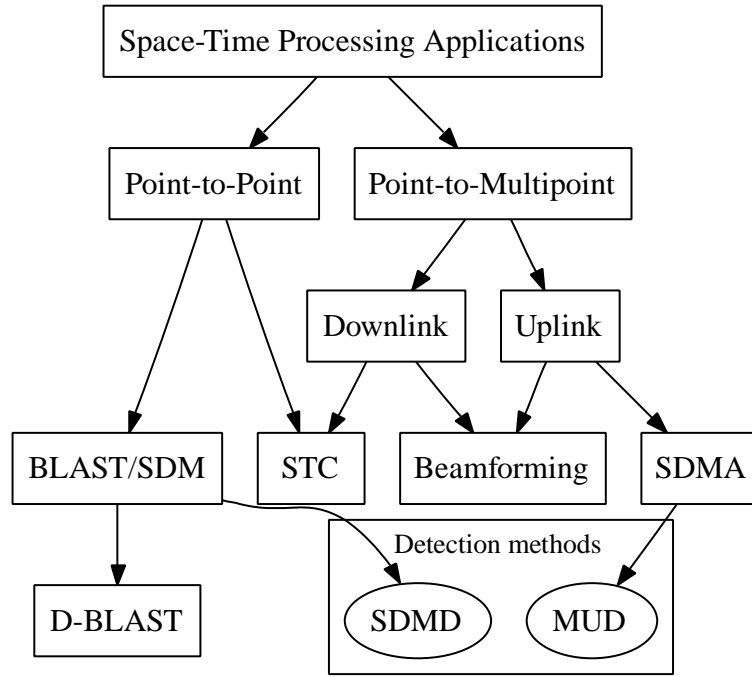 Space-Time Processing Applications
Point-to-Point
Point-to-Multipoint
Downlink
Uplink
BLAST/SDM
STC
Beamforming
SDMA
Detection methods
D-BLAST
SDMD
MUD